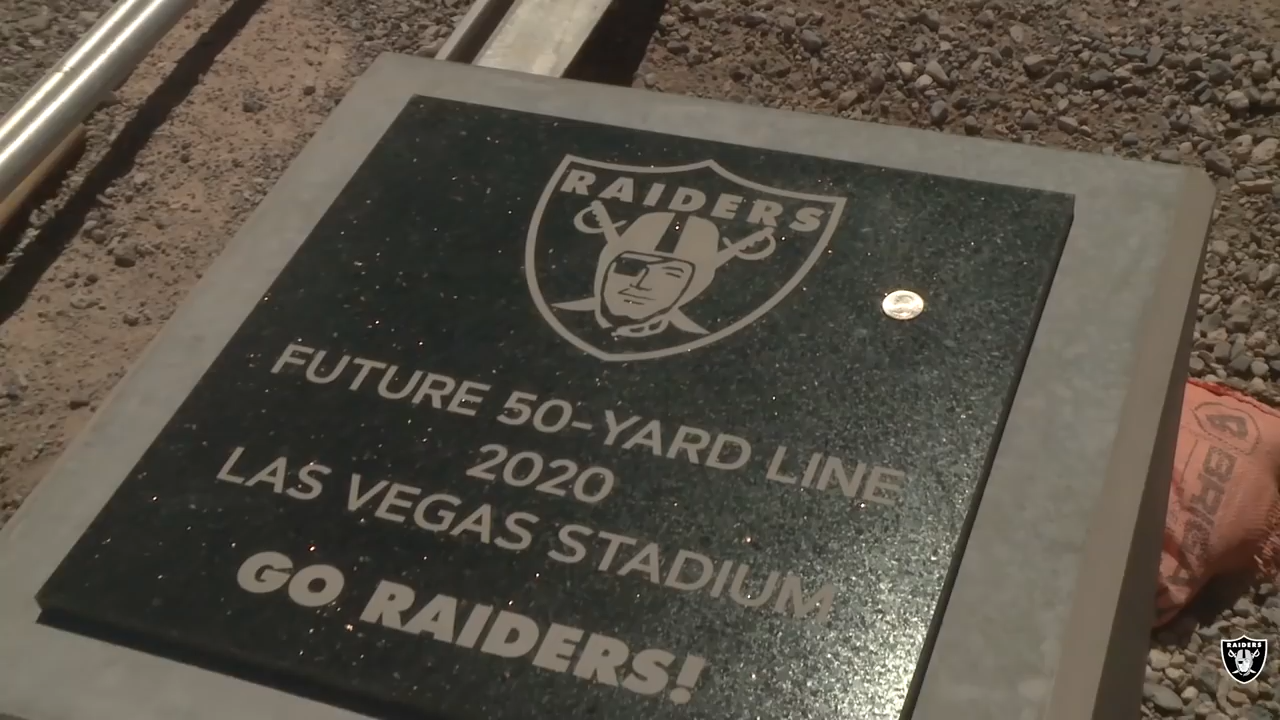 RAIDERS
FUTURE 50-YARD LINE
2020
LAS VEGAS STADIUM
GO RAIDERS!
RAIDERS